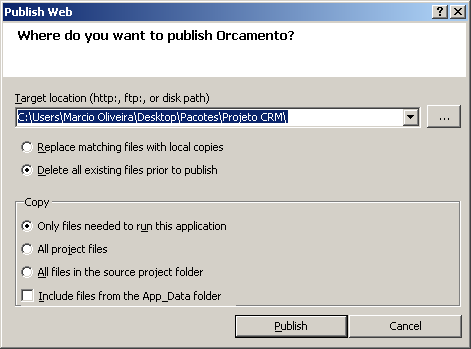 Publish Web
Where do you want to publish Orcamento?
Target location (http:, ftp:, or disk path)
C:\Users\Marcio Oliveira\Desktop\Pacotes\Projeto CRM\
...
Replace matching files with local copies
Delete all existing files prior to publish
Copy
Only files needed to run this application
All project files
All files in the source project folder
Include files from the App_Data folder
Publish
Cancel